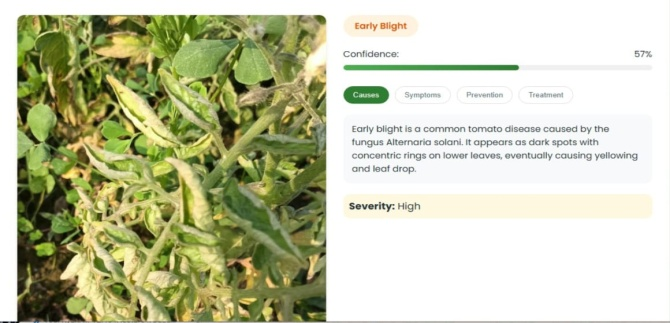 Early Blight
Confidence: 57%
Causes Symptoms Prevention Treatment
Early blight is a common tomato disease caused by the
fungus Alternaria solani. It appears as dark spots with
concentric rings on lower leaves, eventually causing yellowing
and leaf drop.
Severity: High